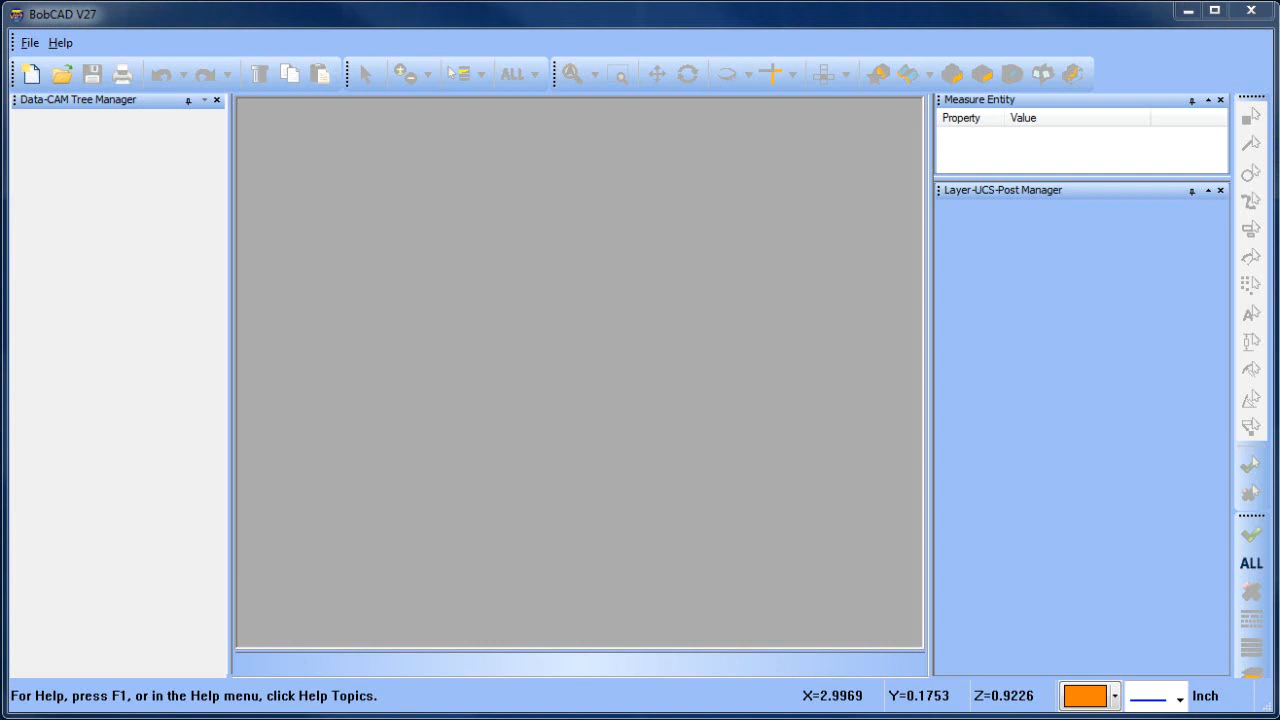 BobCAD V27
File Help
ALL
Data-CAM Tree Manager
Measure Entity
Property Value
Layer-UCS-Post Manager
ALL
For Help, press F1, or in the Help menu, click Help Topics.
X=2.9969 Y=0.1753 Z=0.9226 Inch